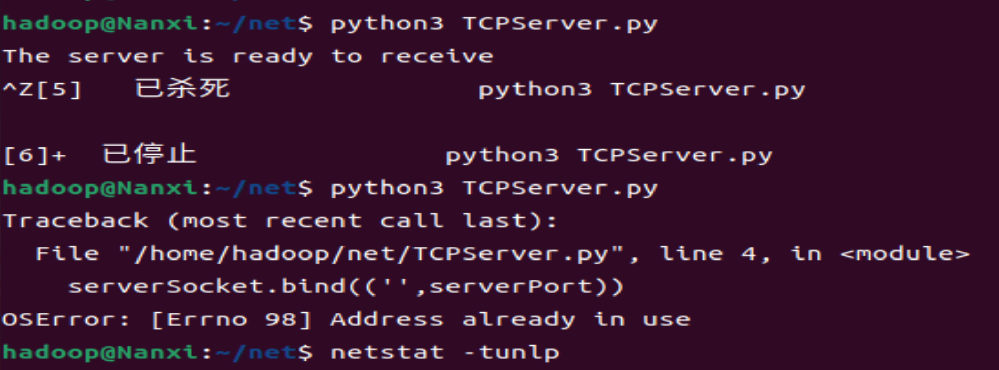 hadoop@Nanxi:~/net$ python3 TCPServer.py
The server is ready to receive
^Z[5]   已杀死               python3 TCPServer.py
[6]+  已停止               python3 TCPServer.py
hadoop@Nanxi:~/net$ python3 TCPServer.py
Traceback (most recent call last):
  File "/home/hadoop/net/TCPServer.py", line 4, in <module>
    serverSocket.bind(('',serverPort))
OSError: [Errno 98] Address already in use
hadoop@Nanxi:~/net$ netstat -tunlp